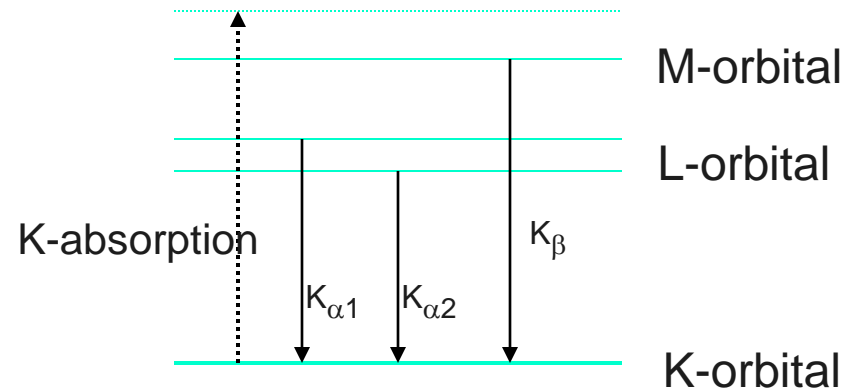 M-orbital
L-orbital
K-absorption
Kβ
Kα1
Kα2
K-orbital